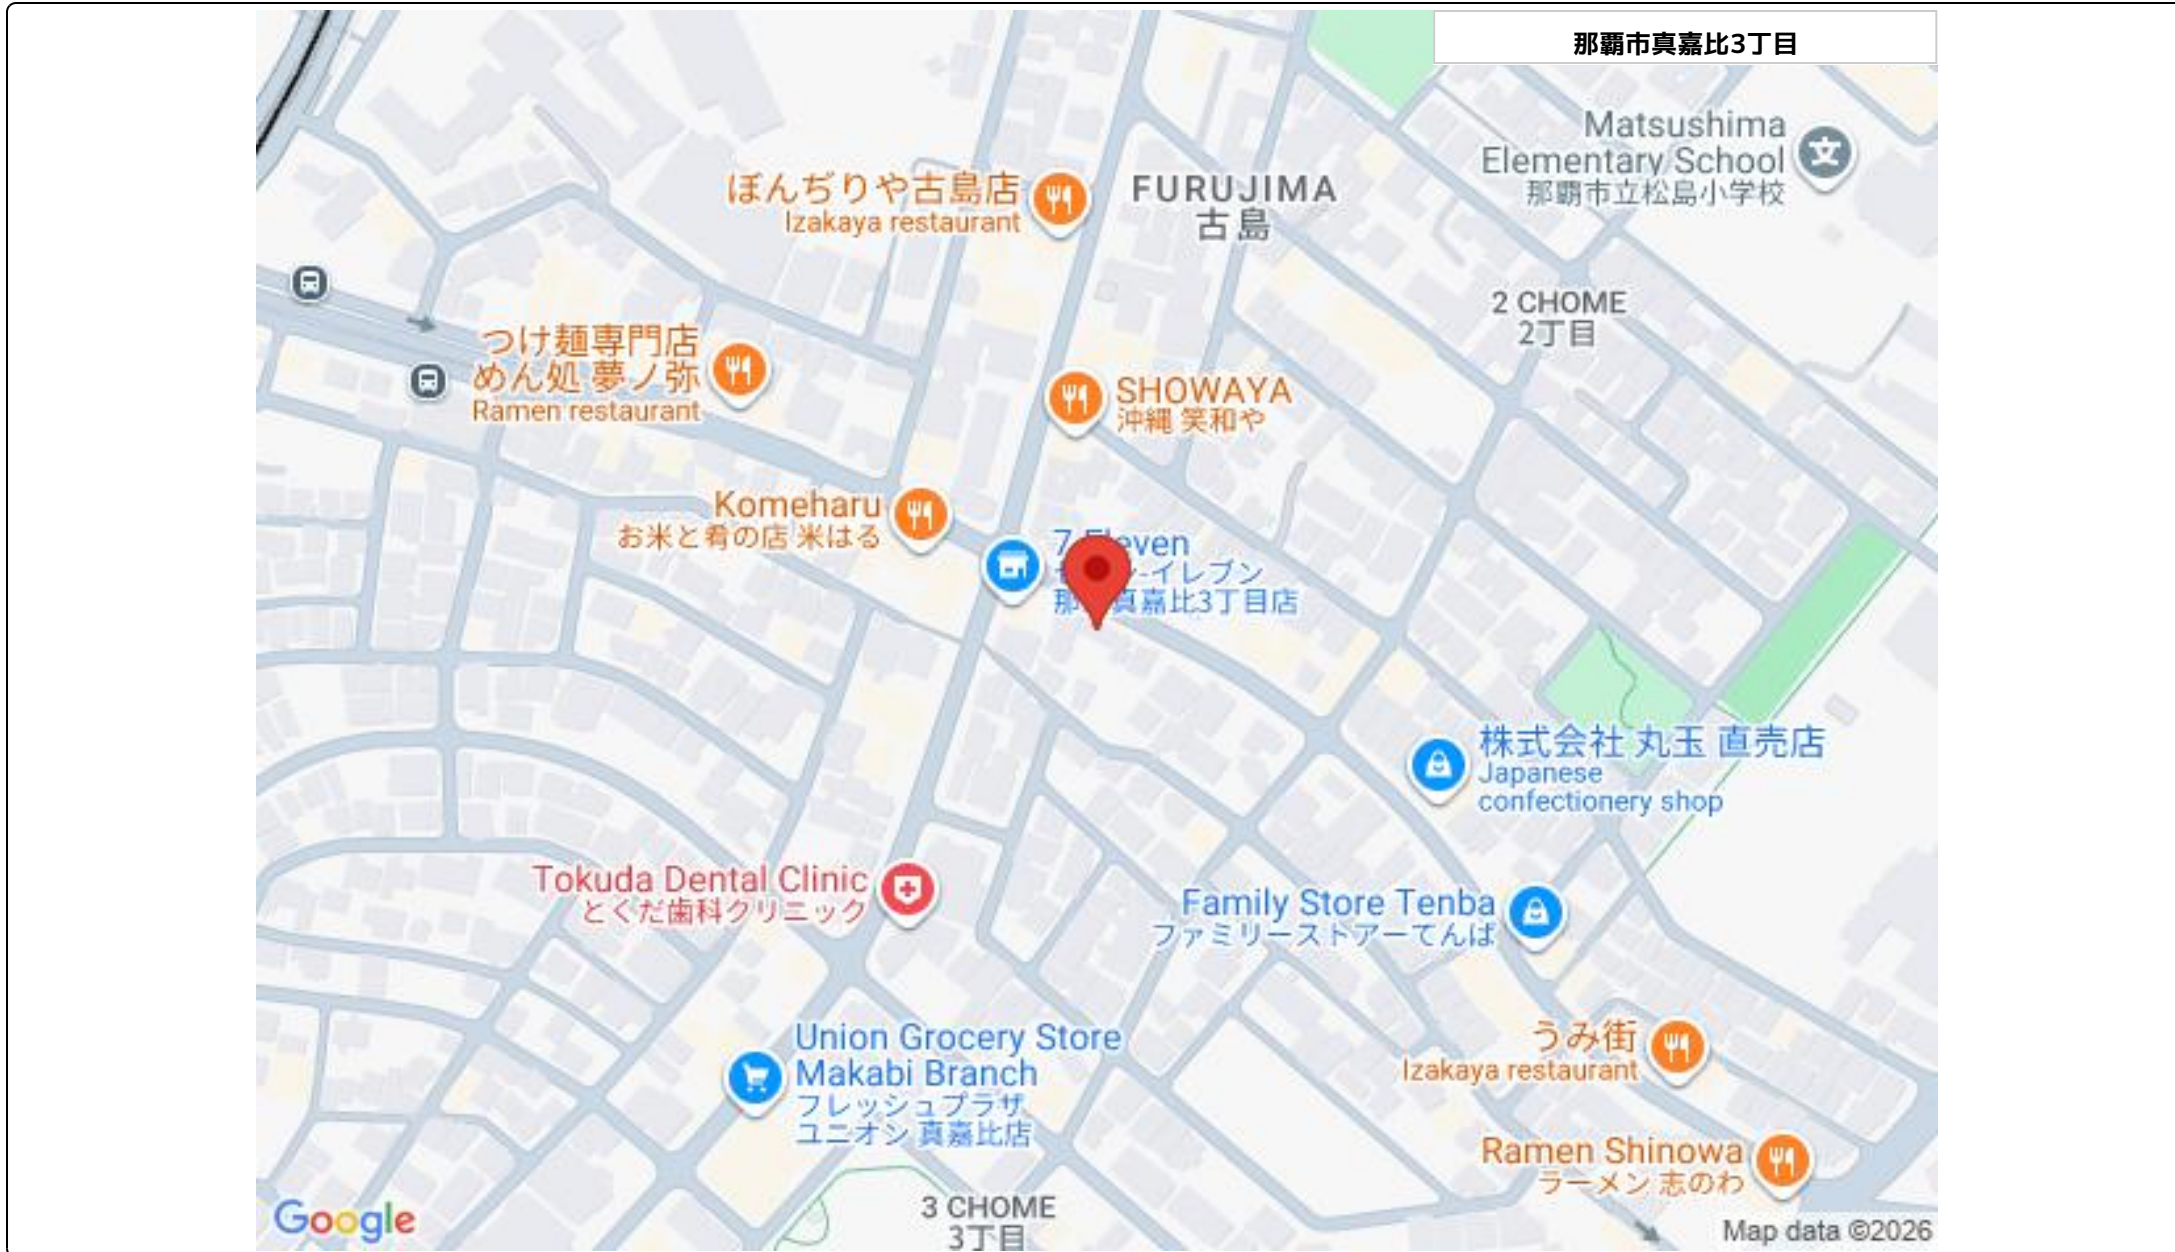 那覇市真嘉比3丁目
Matsushima
Elementary School
那覇市立松島小学校
ぼんぢりや古島店
Izakaya restaurant
FURUJIMA
古島
2 CHOME
2丁目
つけ麺専門店
めん処 夢ノ弥
Ramen restaurant
SHOWAYA
沖縄 笑和や
Komeharu
お米と肴の店 米はる
イレブン
真嘉比3丁目店
株式会社 丸玉 直売店
Japanese
confectionery shop
Tokuda Dental Clinic
とくだ歯科クリニック
Family Store Tenba
ファミリーストアーてんば
Union Grocery Store
Makabi Branch
フレッシュプラザ
ユニオン 真嘉比店
うみ街
Izakaya restaurant
Ramen Shinowa
ラーメン 志のわ
3 CHOME
3丁目
Google
Map data ©2026